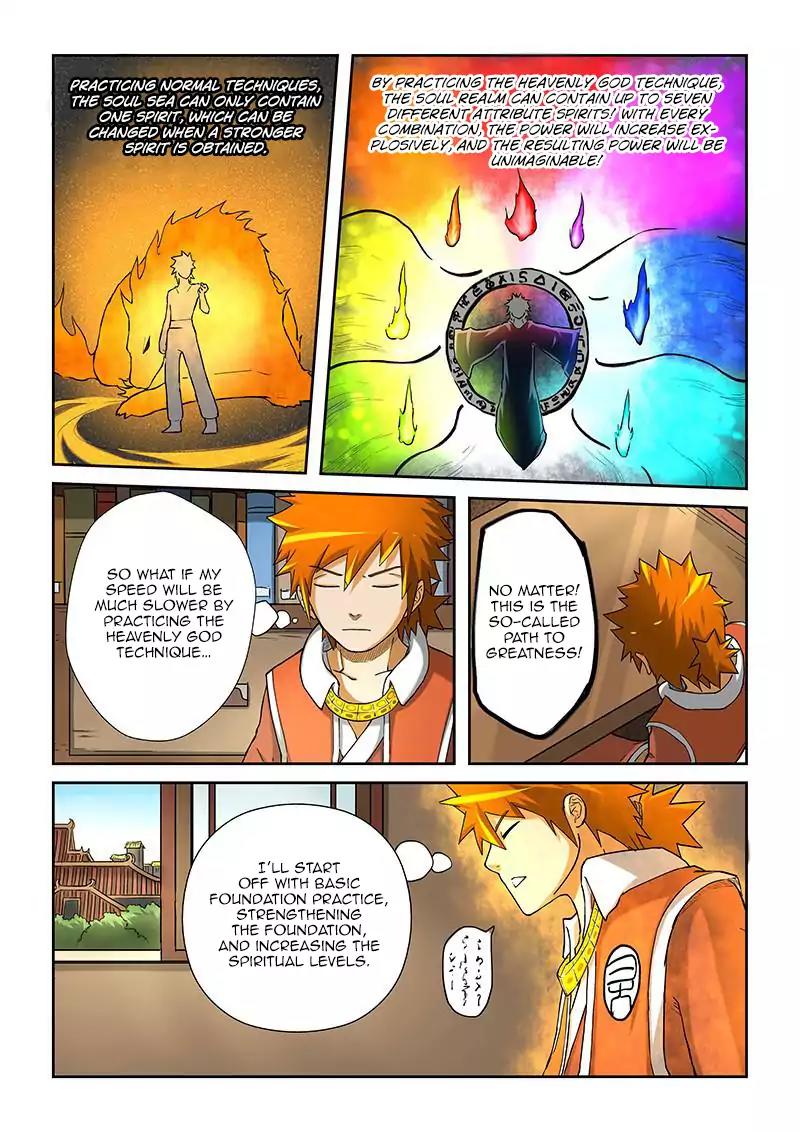 PRACTICING NORMAL TECHNIQUES,
THE SOUL SEA CAN ONLY CONTAIN
ONE SPIRIT, WHICH CAN BE
CHANGED WHEN A STRONGER
SPIRIT IS OBTAINED.
BY PRACTICING THE HEAVENLY GOD TECHNIQUE,
THE SOUL REALM CAN CONTAIN UP TO SEVEN
DIFFERENT ATTRIBUTE SPIRITS! WITH EVERY
COMBINATION, THE POWER WILL INCREASE EX-
PLOSIVELY, AND THE RESULTING POWER WILL BE
UNIMAGINABLE!
SO WHAT IF MY
SPEED WILL BE
MUCH SLOWER BY
PRACTICING THE
HEAVENLY GOD
TECHNIQUE...
NO MATTER!
THIS IS THE
SO-CALLED
PATH TO
GREATNESS!
I'LL START
OFF WITH BASIC
FOUNDATION PRACTICE,
STRENGTHENING
THE FOUNDATION,
AND INCREASING THE
SPIRITUAL LEVELS.